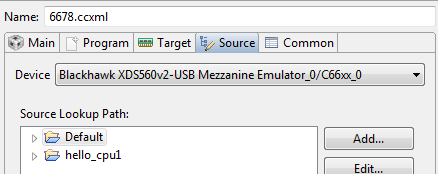 Name: 6678.ccxml
Main Program Target Source Common
Device Blackhawk XDS560v2-USB Mezzanine Emulator_0/C66xx_0
Source Lookup Path:
Default
Add...
hello_cpu1
Edit...